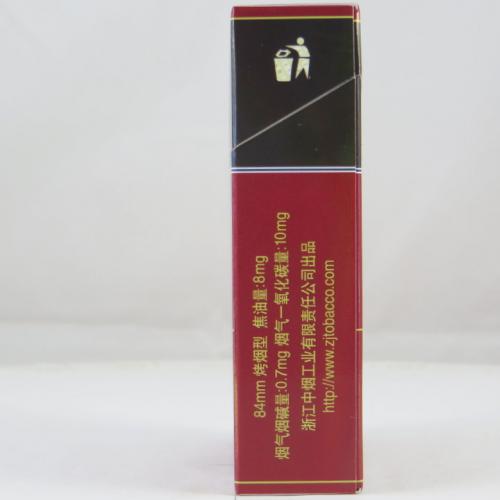 84mm 烤烟型 焦油量:8mg
烟气烟碱量:0.7mg 烟气一氧化碳量:10mg
浙江中烟工业有限责任公司出品
http://www.zjtobacco.com